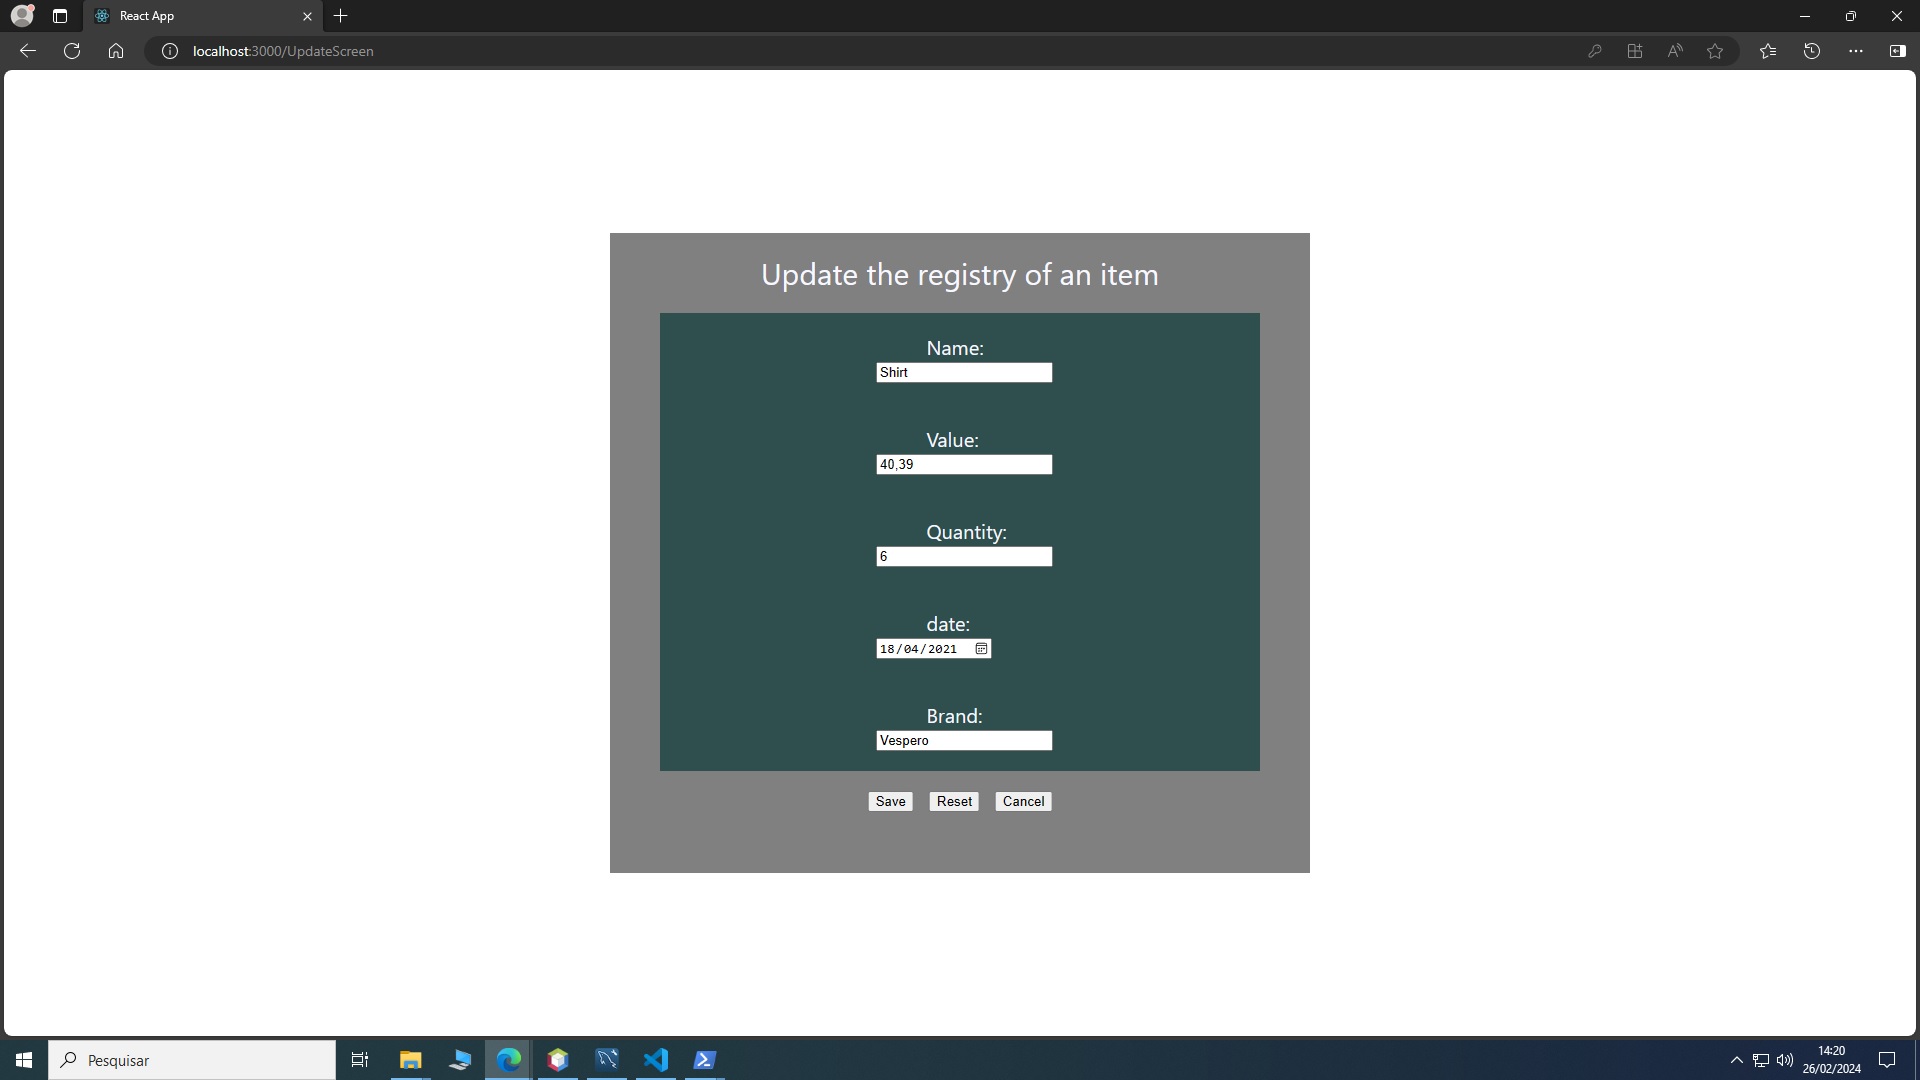 React App
localhost:3000/UpdateScreen
Update the registry of an item
Name:
Shirt
Value:
40,39
Quantity:
6
date:
18/04/2021
Brand:
Vespero
Save Reset Cancel
Pesquisar
14:20
26/02/2024